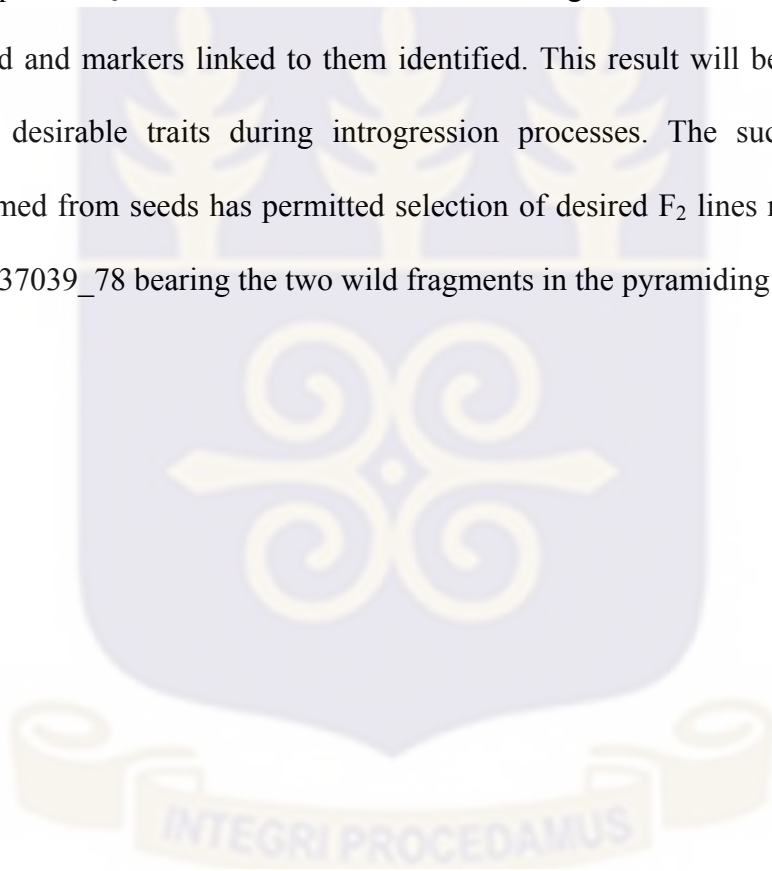 d and markers linked to them identified. This result will be
desirable traits during introgression processes. The suc
med from seeds has permitted selection of desired F₂ lines
37039_78 bearing the two wild fragments in the pyramiding
INTEGRI PROCEDAMUS